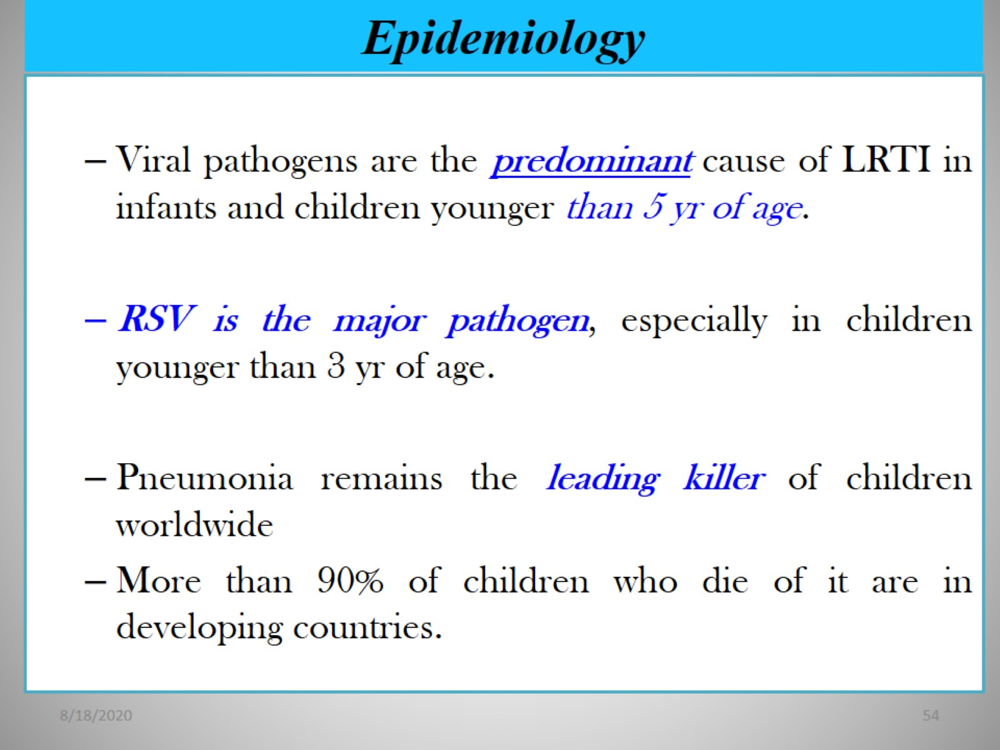 Epidemiology
– Viral pathogens are the predominant cause of LRTI in
infants and children younger than 5 yr of age.
– RSV is the major pathogen, especially in children
younger than 3 yr of age.
– Pneumonia remains the leading killer of children
worldwide
– More than 90% of children who die of it are in
developing countries.
8/18/2020
54